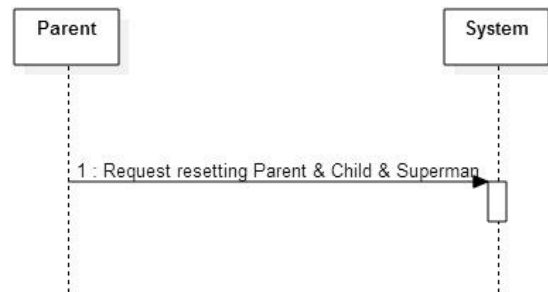 Parent
System
1 : Request resetting Parent & Child & Superman